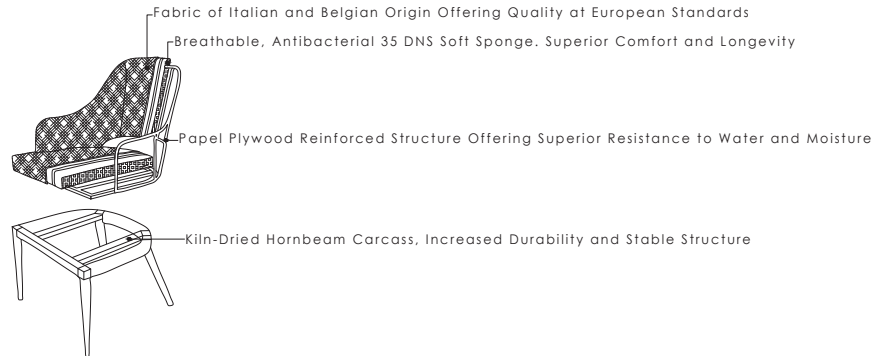 Fabric of Italian and Belgian Origin Offering Quality at European Standards
Breathable, Antibacterial 35 DNS Soft Sponge. Superior Comfort and Longevity
Papel Plywood Reinforced Structure Offering Superior Resistance to Water and Moisture
Kiln-Dried Hornbeam Carcass, Increased Durability and Stable Structure